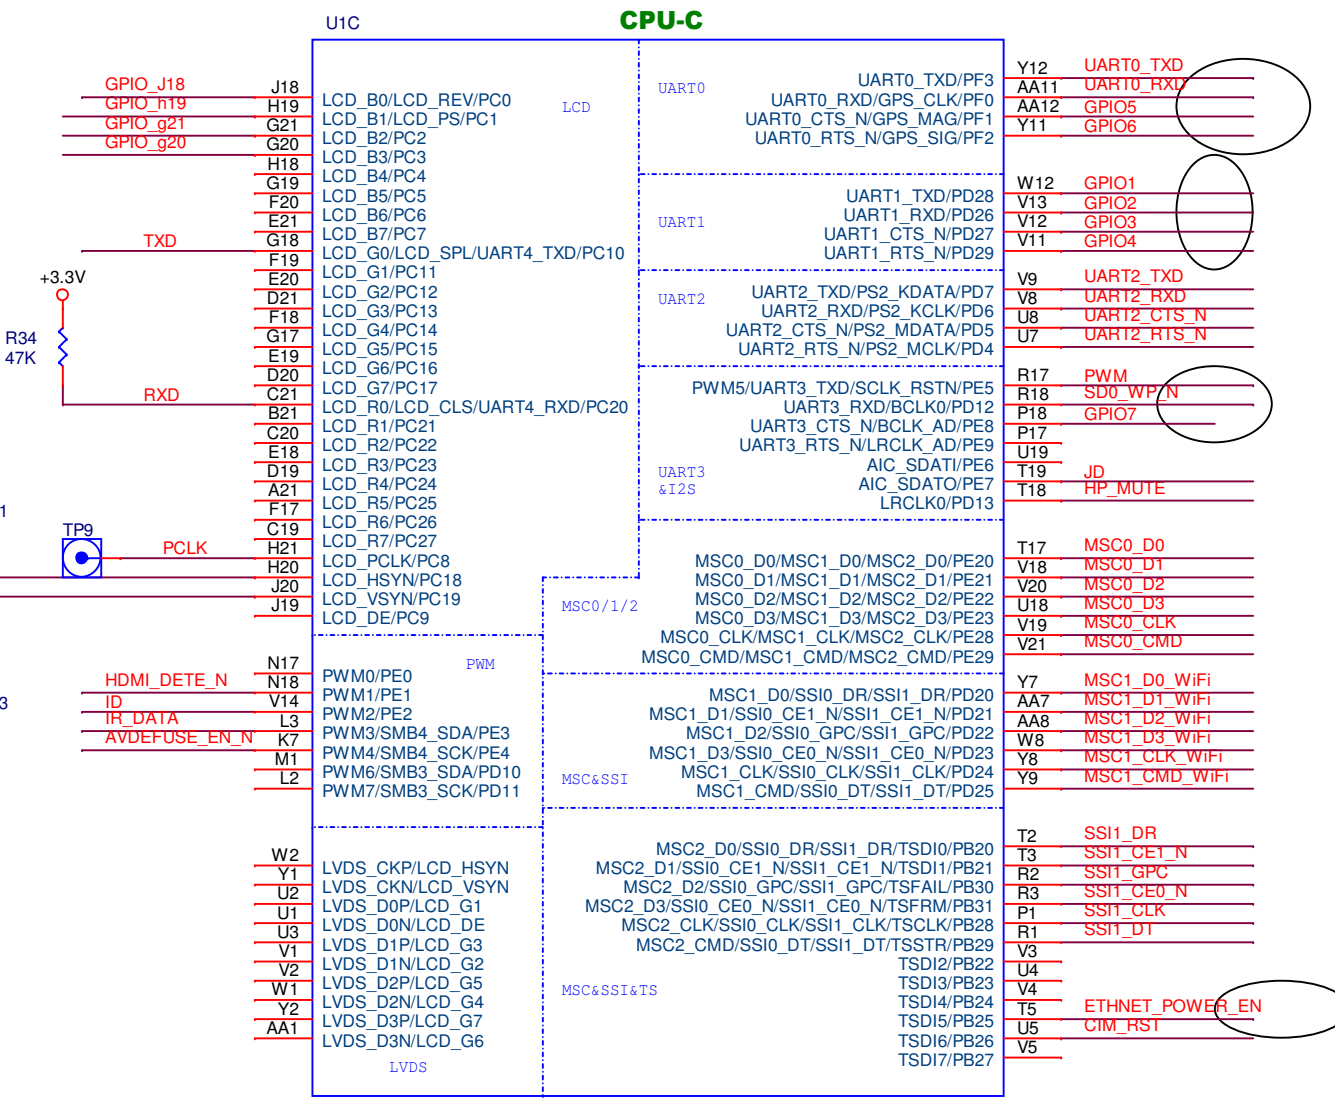 CPU-C
U1C
GPIO_J18
J18
LCD_B0/LCD_REV/PC0
GPIO_h19
H19
LCD_B1/LCD_PS/PC1
GPIO_g21
G21
LCD_B2/PC2
GPIO_g20
G20
LCD_B3/PC3
H18
LCD_B4/PC4
G19
LCD_B5/PC5
F20
LCD_B6/PC6
E21
LCD_B7/PC7
TXD
G18
LCD_G0/LCD_SPL/UART4_TXD/PC10
F19
LCD_G1/PC11
E20
LCD_G2/PC12
D21
LCD_G3/PC13
F18
LCD_G4/PC14
G17
LCD_G5/PC15
E19
LCD_G6/PC16
D20
LCD_G7/PC17
+3.3V
R34
47K
RXD
C21
LCD_R0/LCD_CLS/UART4_RXD/PC20
B21
LCD_R1/PC21
C20
LCD_R2/PC22
E18
LCD_R3/PC23
D19
LCD_R4/PC24
A21
LCD_R5/PC25
F17
LCD_R6/PC26
C19
LCD_R7/PC27
1
TP9
PCLK
H21
LCD_PCLK/PC8
H20
LCD_HSYN/PC18
J20
LCD_VSYN/PC19
J19
LCD_DE/PC9
LCD
N17
PWM0/PE0
PWM
HDMI_DETE_N
N18
PWM1/PE1
3
ID
V14
PWM2/PE2
IR_DATA
L3
PWM3/SMB4_SDA/PE3
AVDEFUSE_EN_N
K7
PWM4/SMB4_SCK/PE4
M1
PWM6/SMB3_SDA/PD10
L2
PWM7/SMB3_SCK/PD11
W2
LVDS_CKP/LCD_HSYN
Y1
LVDS_CKN/LCD_VSYN
U2
LVDS_D0P/LCD_G1
U1
LVDS_D0N/LCD_DE
U3
LVDS_D1P/LCD_G3
V1
LVDS_D1N/LCD_G2
V2
LVDS_D2P/LCD_G5
W1
LVDS_D2N/LCD_G4
Y2
LVDS_D3P/LCD_G7
AA1
LVDS_D3N/LCD_G6
LVDS
UART0
UART0_TXD/PF3
Y12
UART0_TXD
UART0_RXD/GPS_CLK/PF0
AA11
UART0_RXD
UART0_CTS_N/GPS_MAG/PF1
AA12
GPIO5
UART0_RTS_N/GPS_SIG/PF2
Y11
GPIO6
UART1
UART1_TXD/PD28
W12
GPIO1
UART1_RXD/PD26
V13
GPIO2
UART1_CTS_N/PD27
V12
GPIO3
UART1_RTS_N/PD29
V11
GPIO4
UART2
UART2_TXD/PS2_KDATA/PD7
V9
UART2_TXD
UART2_RXD/PS2_KCLK/PD6
V8
UART2_RXD
UART2_CTS_N/PS2_MDATA/PD5
U8
UART2_CTS_N
UART2_RTS_N/PS2_MCLK/PD4
U7
UART2_RTS_N
PWM5/UART3_TXD/SCLK_RSTN/PE5
R17
PWM
UART3_RXD/BCLK0/PD12
R18
SD0_WP_N
UART3_CTS_N/BCLK_AD/PE8
P18
GPIO7
UART3_RTS_N/LRCLK_AD/PE9
P17
UART3
&I2S
AIC_SDATI/PE6
U19
AIC_SDATO/PE7
T19
JD
LRCLK0/PD13
T18
HP_MUTE
MSC0/1/2
MSC0_D0/MSC1_D0/MSC2_D0/PE20
T17
MSC0_D0
MSC0_D1/MSC1_D1/MSC2_D1/PE21
V18
MSC0_D1
MSC0_D2/MSC1_D2/MSC2_D2/PE22
V20
MSC0_D2
MSC0_D3/MSC1_D3/MSC2_D3/PE23
U18
MSC0_D3
MSC0_CLK/MSC1_CLK/MSC2_CLK/PE28
V19
MSC0_CLK
MSC0_CMD/MSC1_CMD/MSC2_CMD/PE29
V21
MSC0_CMD
MSC1_D0/SSI0_DR/SSI1_DR/PD20
Y7
MSC1_D0_WiFi
MSC1_D1/SSI0_CE1_N/SSI1_CE1_N/PD21
AA7
MSC1_D1_WiFi
MSC1_D2/SSI0_GPC/SSI1_GPC/PD22
AA8
MSC1_D2_WiFi
MSC1_D3/SSI0_CE0_N/SSI1_CE0_N/PD23
W8
MSC1_D3_WiFi
MSC&SSI
MSC1_CLK/SSI0_CLK/SSI1_CLK/PD24
Y8
MSC1_CLK_WiFi
MSC1_CMD/SSI0_DT/SSI1_DT/PD25
Y9
MSC1_CMD_WiFi
MSC2_D0/SSI0_DR/SSI1_DR/TSDI0/PB20
T2
SSI1_DR
MSC2_D1/SSI0_CE1_N/SSI1_CE1_N/TSDI1/PB21
T3
SSI1_CE1_N
MSC2_D2/SSI0_GPC/SSI1_GPC/TSFAIL/PB30
R2
SSI1_GPC
MSC2_D3/SSI0_CE0_N/SSI1_CE0_N/TSFRM/PB31
R3
SSI1_CE0_N
MSC2_CLK/SSI0_CLK/SSI1_CLK/TSCLK/PB28
P1
SSI1_CLK
MSC2_CMD/SSI0_DT/SSI1_DT/TSSTR/PB29
R1
SSI1_DT
TSDI2/PB22
V3
TSDI3/PB23
U4
MSC&SSI&TS
TSDI4/PB24
V4
TSDI5/PB25
T5
ETHNET_POWER_EN
TSDI6/PB26
U5
CIM_RST
TSDI7/PB27
V5